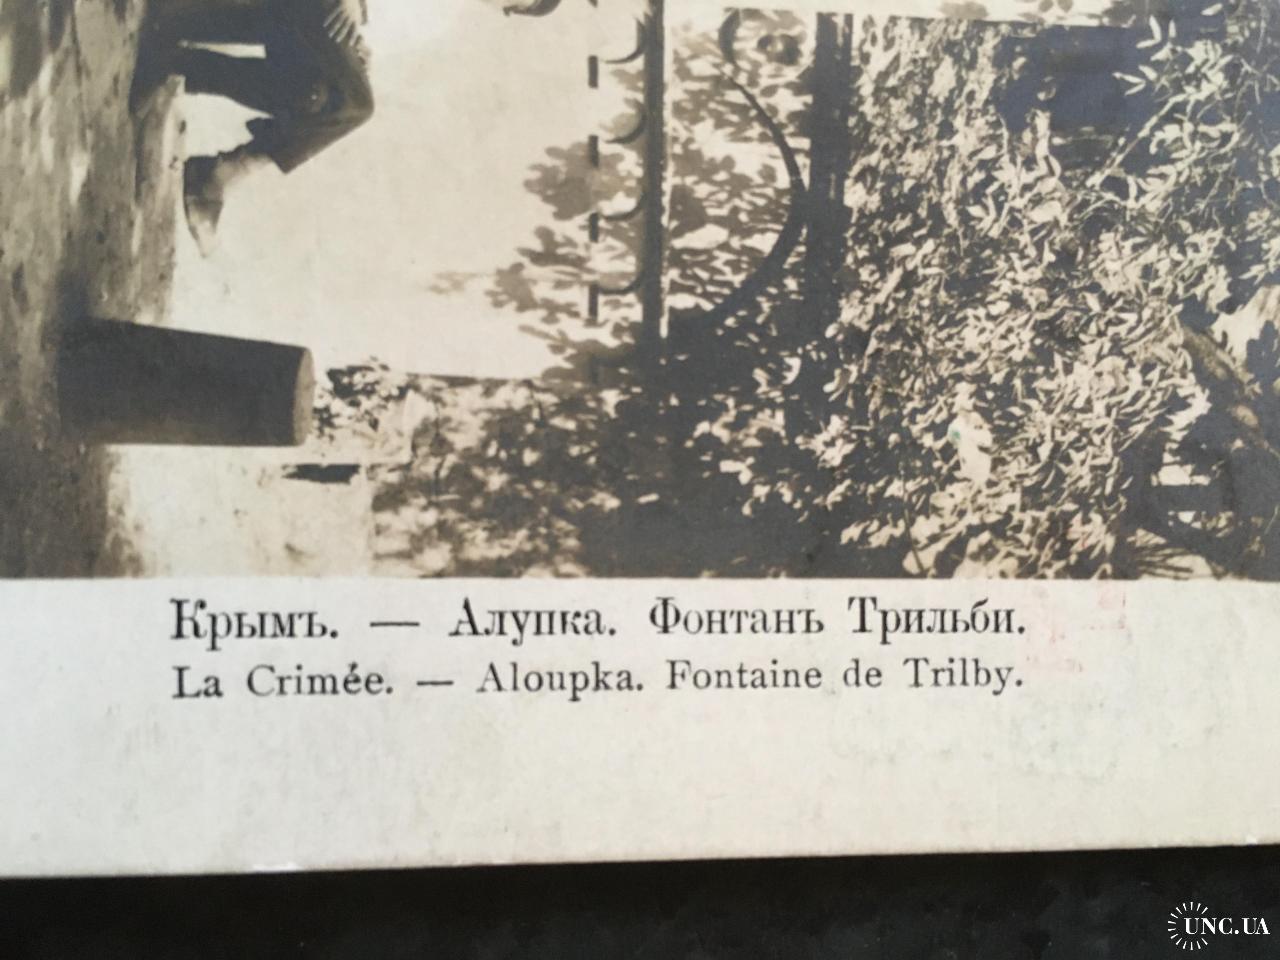 Крымъ. — Алупка. Фонтанъ Трильби.
La Crimée. — Aloupka. Fontaine de Trilby.
UNC.UA